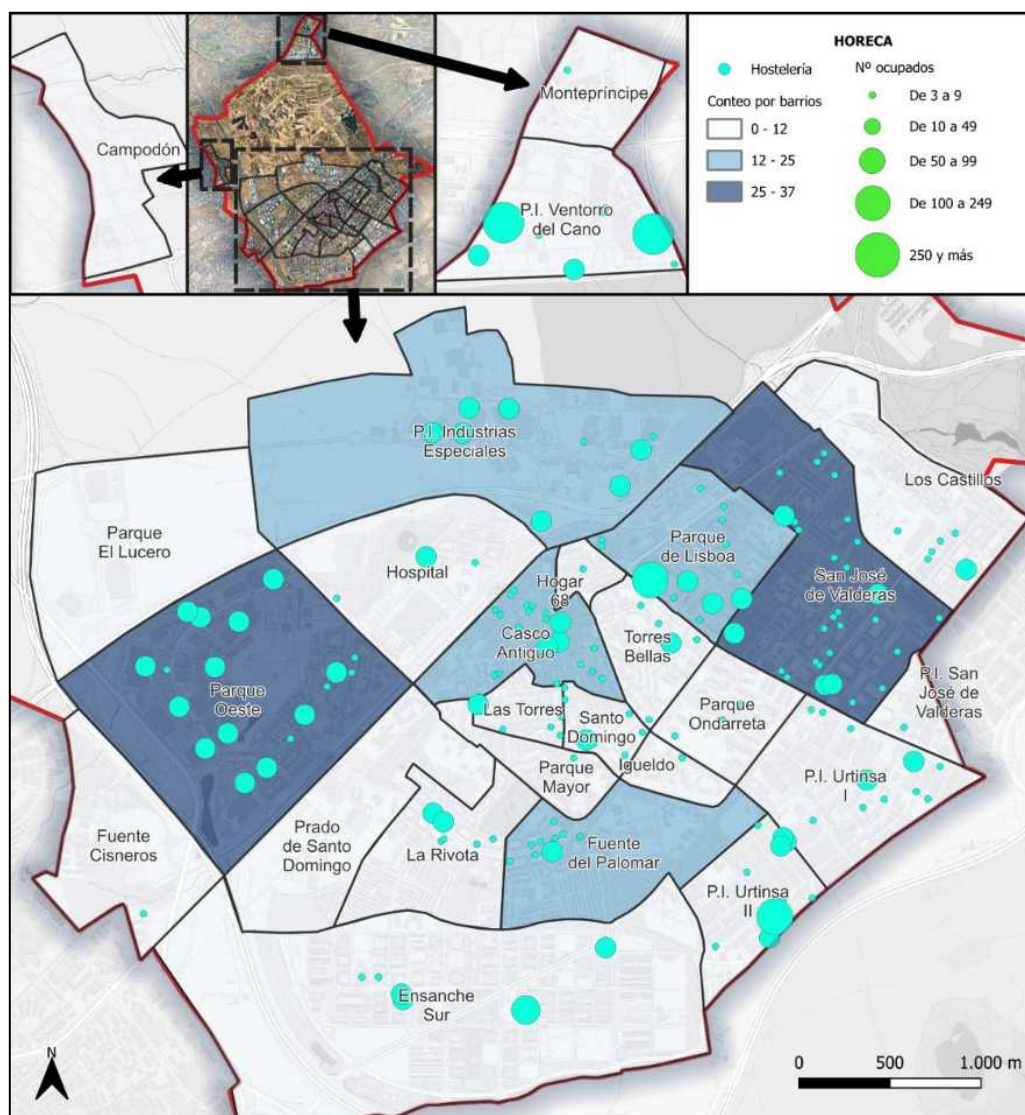 Campodón
Montepríncipe
P.I. Ventorro
del Cano
HORECA
Hostelería
Conteo por barrios
0 - 12
12 - 25
25 - 37
Nº ocupados
De 3 a 9
De 10 a 49
De 50 a 99
De 100 a 249
250 y más
P.I. Industrias
Especiales
Los Castillos
Parque
El Lucero
Parque
de Lisboa
Hospital
Hogar
68
San José
de Valderas
Casco
Antiguo
Torres
Bellas
Parque
Oeste
P.I. San
José de
Valderas
Las Torres
Santo
Domingo
Parque
Ondarreta
Igueldo
Parque
Mayor
P.I. Urtinsa
I
Fuente
Cisneros
Prado
de Santo
Domingo
La Rivota
Fuente
del Palomar
P.I. Urtinsa
II
Ensanche
Sur
N
0 500 1.000 m